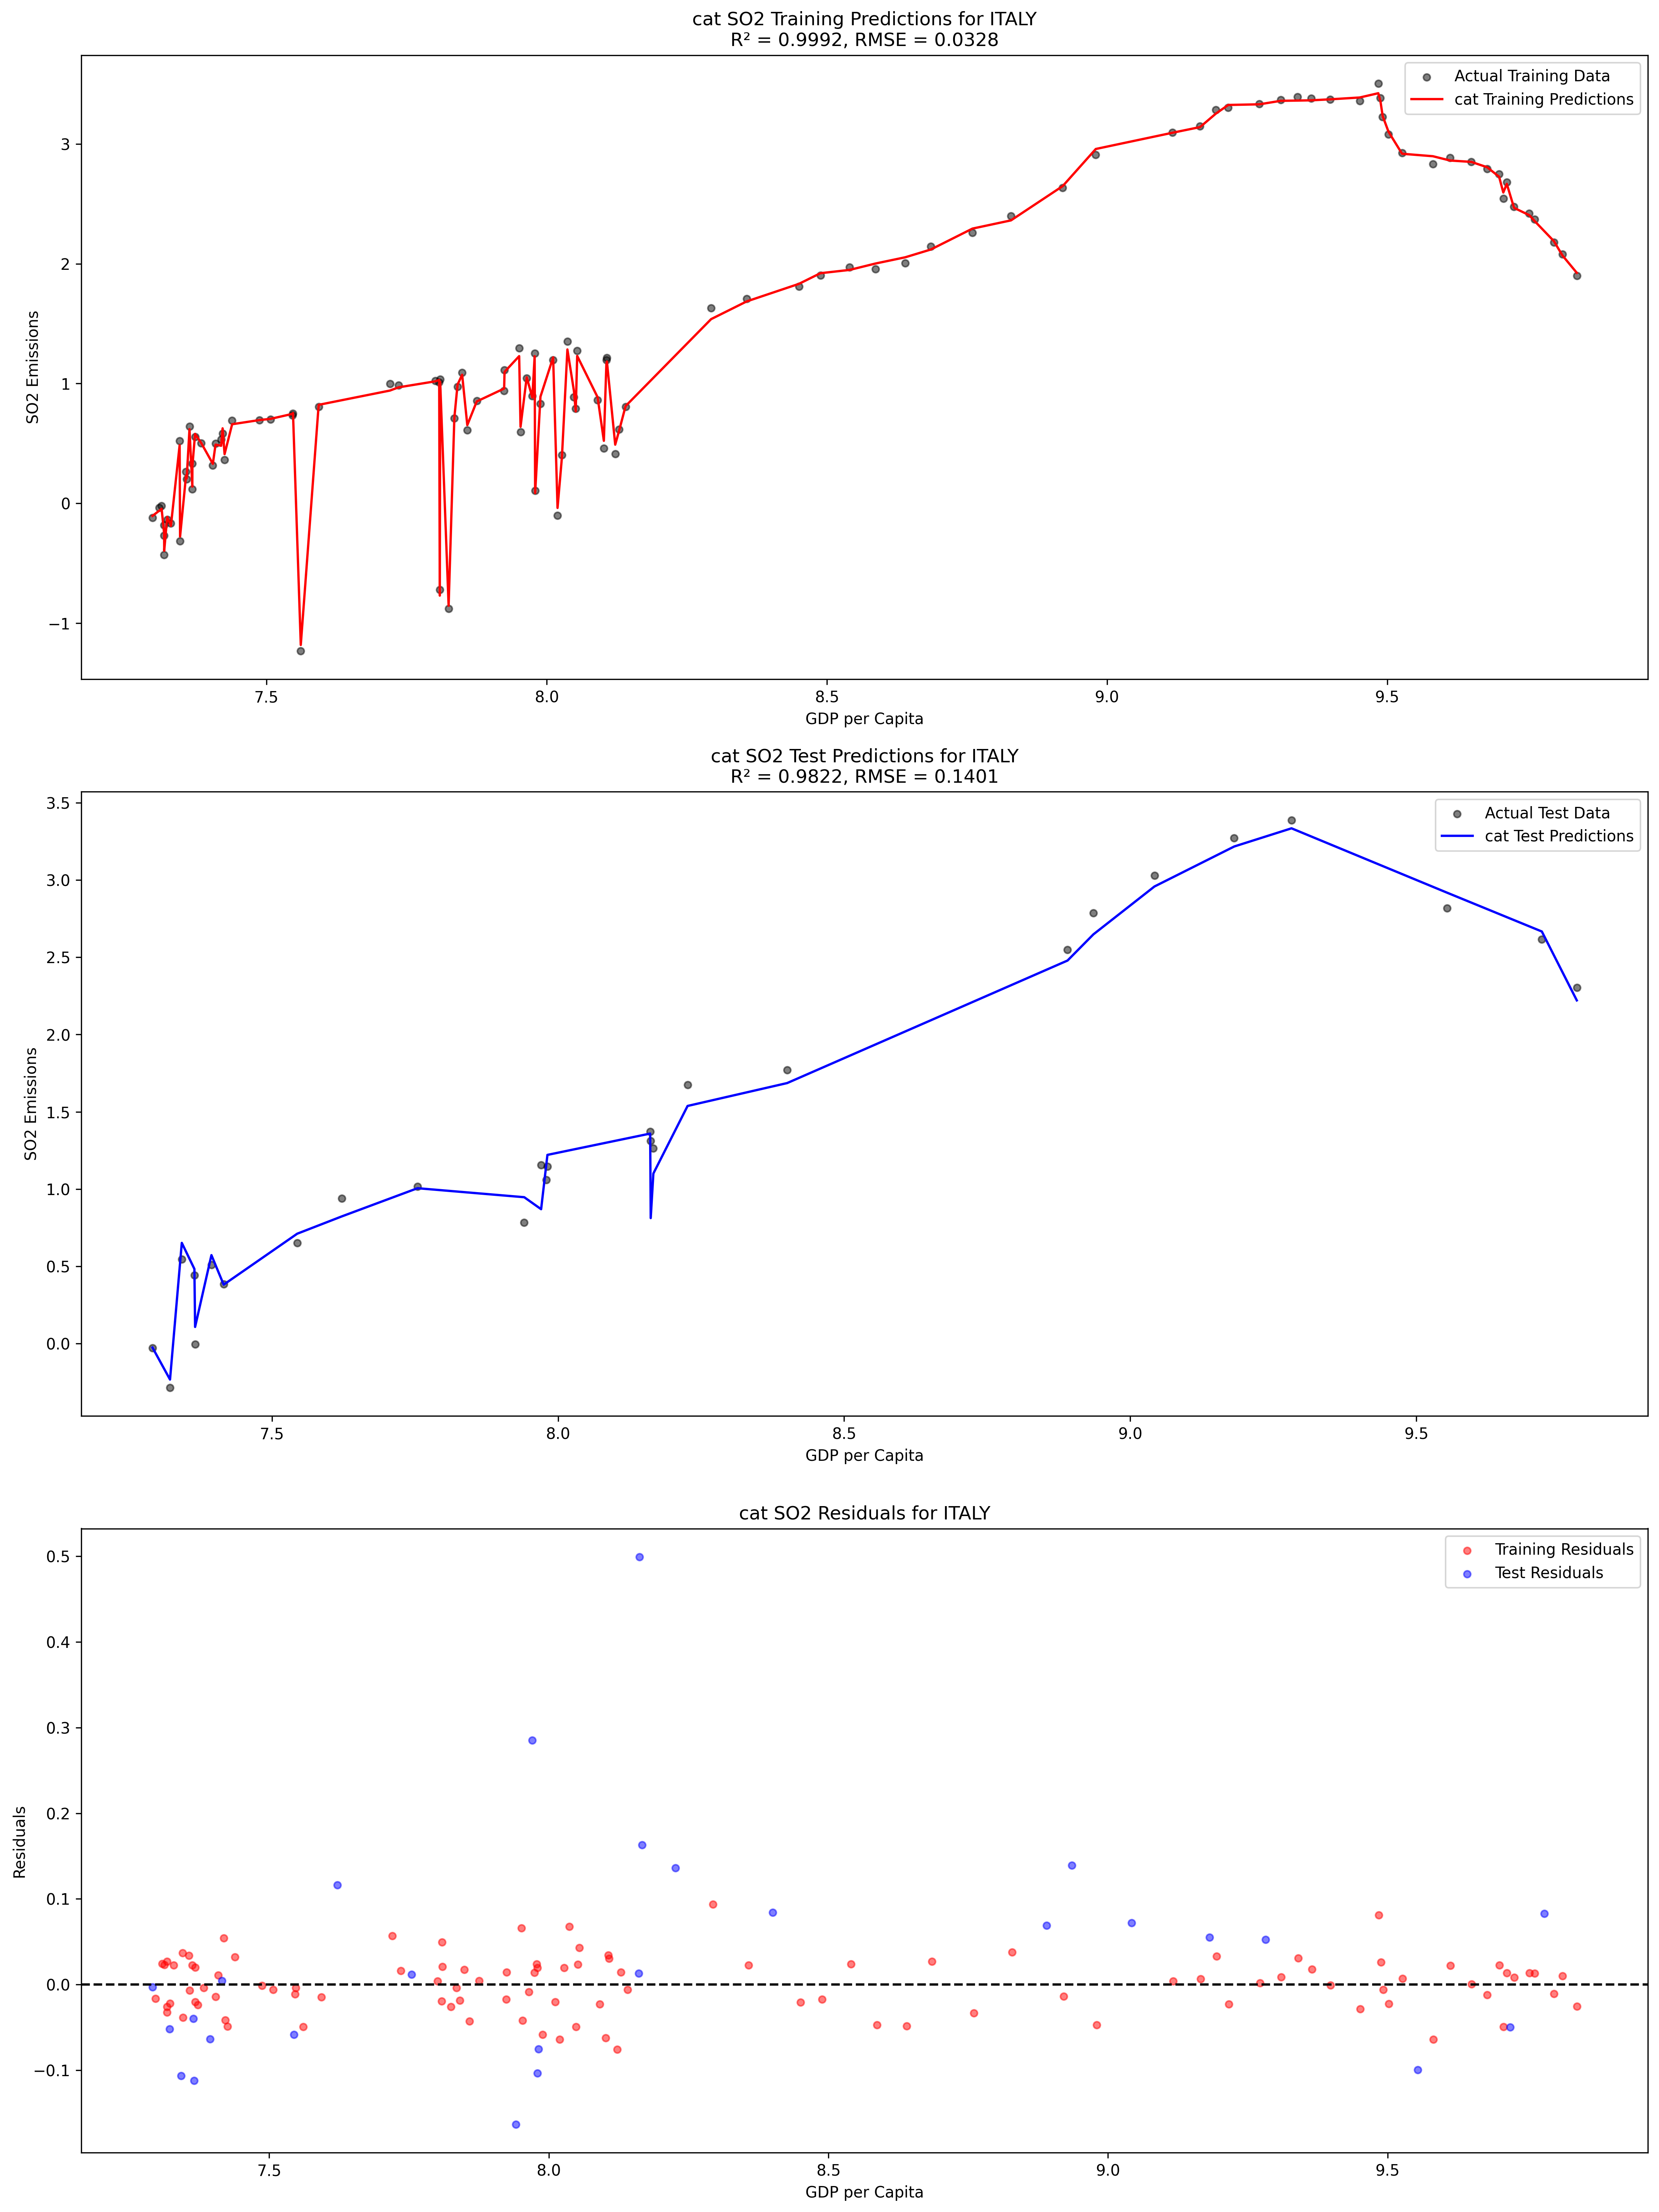 cat SO2 Training Predictions for ITALY
R² = 0.9992, RMSE = 0.0328
Actual Training Data
cat Training Predictions
3
2
1
0
−1
SO2 Emissions
7.5
8.0
8.5
9.0
9.5
GDP per Capita
cat SO2 Test Predictions for ITALY
R² = 0.9822, RMSE = 0.1401
Actual Test Data
cat Test Predictions
3.5
3.0
2.5
2.0
1.5
1.0
0.5
0.0
SO2 Emissions
7.5
8.0
8.5
9.0
9.5
GDP per Capita
cat SO2 Residuals for ITALY
Training Residuals
Test Residuals
0.5
0.4
0.3
0.2
0.1
0.0
−0.1
Residuals
7.5
8.0
8.5
9.0
9.5
GDP per Capita